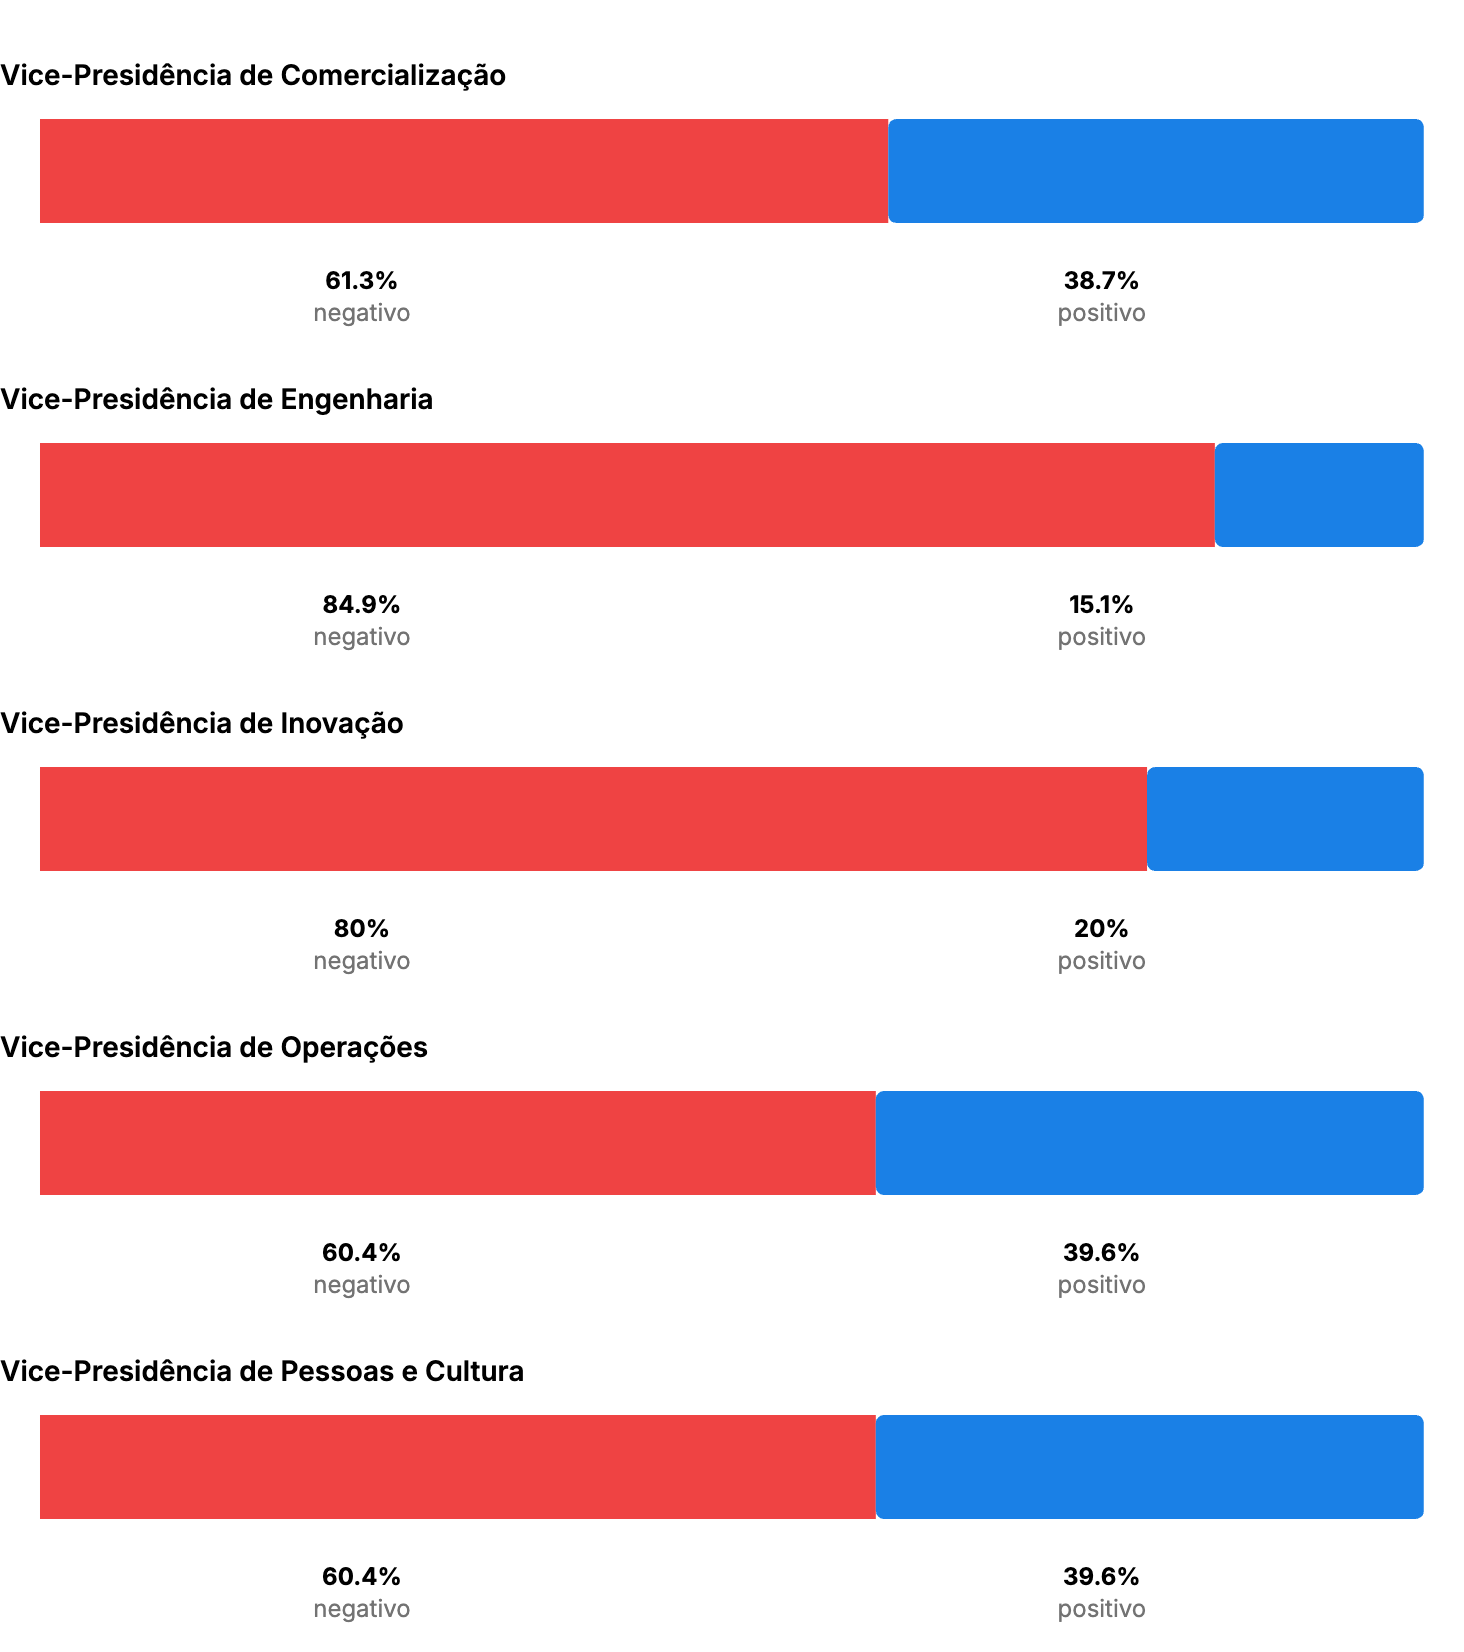 Vice-Presidência de Comercialização
61.3% 38.7%
negativo positivo
Vice-Presidência de Engenharia
84.9% 15.1%
negativo positivo
Vice-Presidência de Inovação
80% 20%
negativo positivo
Vice-Presidência de Operações
60.4% 39.6%
negativo positivo
Vice-Presidência de Pessoas e Cultura
60.4% 39.6%
negativo positivo